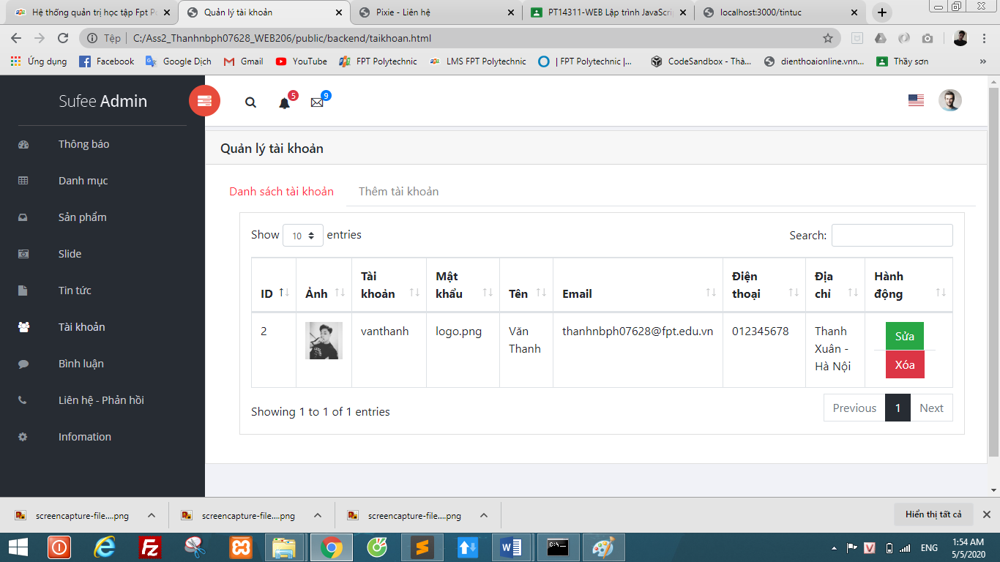 Hệ thống quản trị học tập Fpt Po
Quản lý tài khoản
Pixie - Liên hệ
PT14311-WEB Lập trình JavaScri
localhost:3000/tintuc
Tệp
C:/Ass2_Thanhnbph07628_WEB206/public/backend/taikhoan.html
Ứng dụng
Facebook
Google Dịch
Gmail
YouTube
FPT Polytechnic
LMS FPT Polytechnic
| FPT Polytechnic |...
CodeSandbox - Thà...
dienthoaionline.vnn...
Thầy sơn
Sufee Admin
5
9
Thông báo
Danh mục
Sản phẩm
Slide
Tin tức
Tài khoản
Bình luận
Liên hệ - Phản hồi
Infomation
Quản lý tài khoản
Danh sách tài khoản
Thêm tài khoản
Show 10 entries
Search:
ID
Ảnh
Tài khoản
Mật khẩu
Tên
Email
Điện thoại
Địa chỉ
Hành động
2
vanthanh
logo.png
Văn Thanh
thanhnbph07628@fpt.edu.vn
012345678
Thanh Xuân - Hà Nội
Sửa
Xóa
Showing 1 to 1 of 1 entries
Previous
1
Next
screencapture-file....png
screencapture-file....png
screencapture-file....png
Hiển thị tất cả
ENG
1:54 AM
5/5/2020